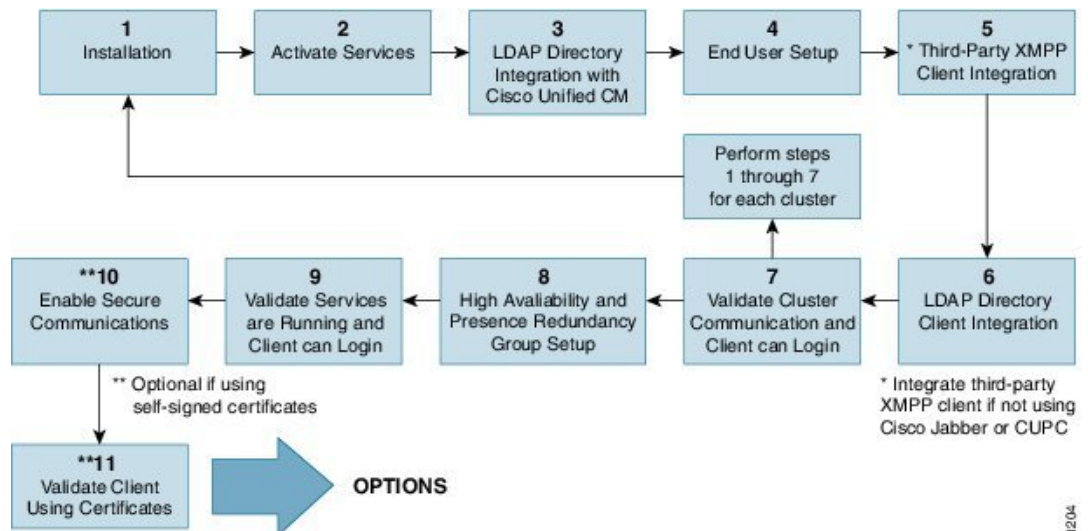 1
Installation
2
Activate Services
3
LDAP Directory
Integration with
Cisco Unified CM
4
End User Setup
5
* Third-Party XMPP
Client Integration
Perform steps
1 through 7
for each cluster
**10
Enable Secure
Communications
9
Validate Services
are Running and
Client can Login
8
High Avaliability and
Presence Redundancy
Group Setup
7
Validate Cluster
Communication and
Client can Login
6
LDAP Directory
Client Integration
** Optional if using
self-signed certificates
* Integrate third-party
XMPP client if not using
Cisco Jabber or CUPC
**11
Validate Client
Using Certificates
OPTIONS